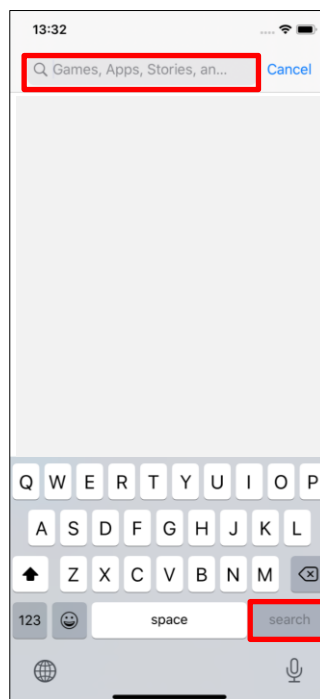 13:32
Games, Apps, Stories, an...
Cancel
Q W E R T Y U I O P
A S D F G H J K L
Z X C V B N M
123 space search